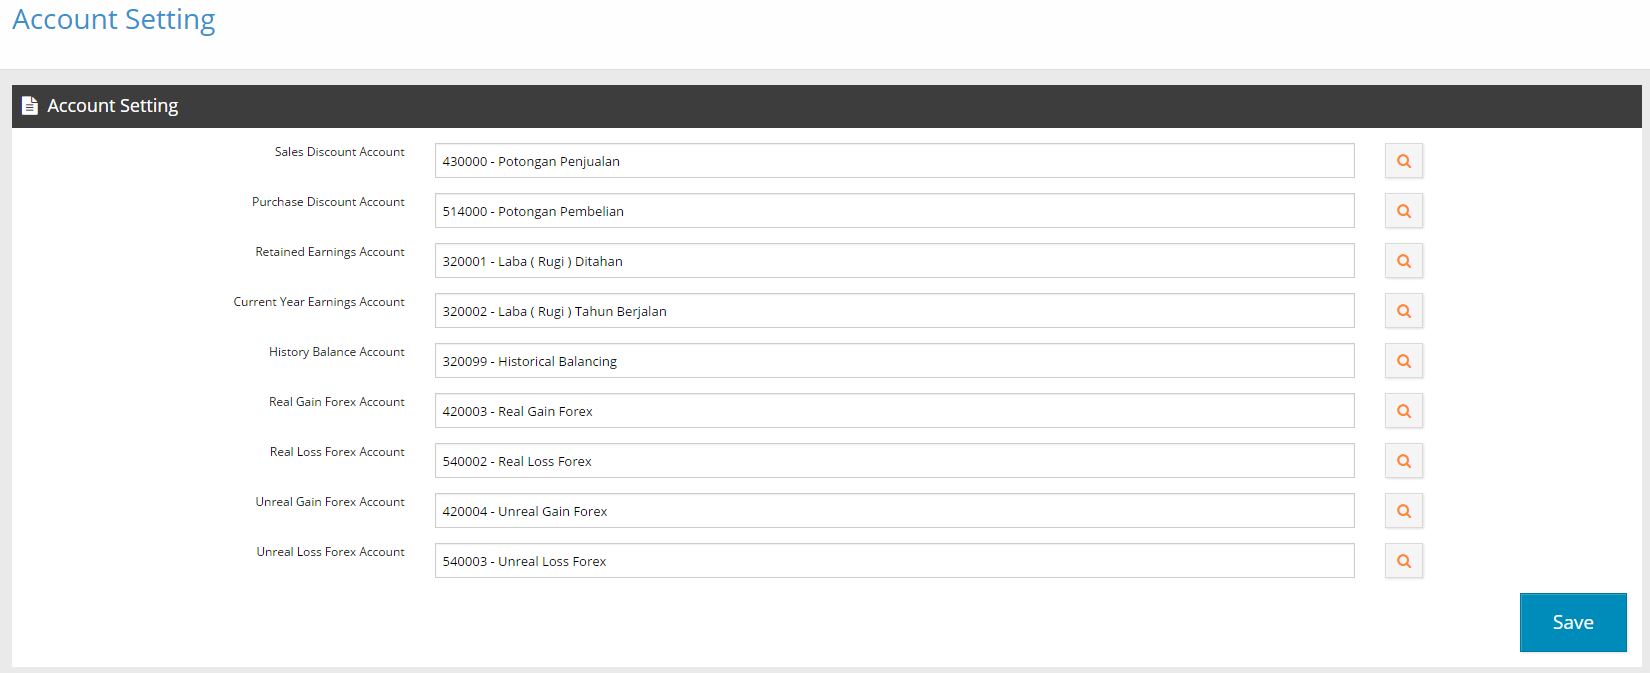 Account Setting
Account Setting
Sales Discount Account 430000 - Potongan Penjualan
Purchase Discount Account 514000 - Potongan Pembelian
Retained Earnings Account 320001 - Laba ( Rugi ) Ditahan
Current Year Earnings Account 320002 - Laba ( Rugi ) Tahun Berjalan
History Balance Account 320099 - Historical Balancing
Real Gain Forex Account 420003 - Real Gain Forex
Real Loss Forex Account 540002 - Real Loss Forex
Unreal Gain Forex Account 420004 - Unreal Gain Forex
Unreal Loss Forex Account 540003 - Unreal Loss Forex
Save